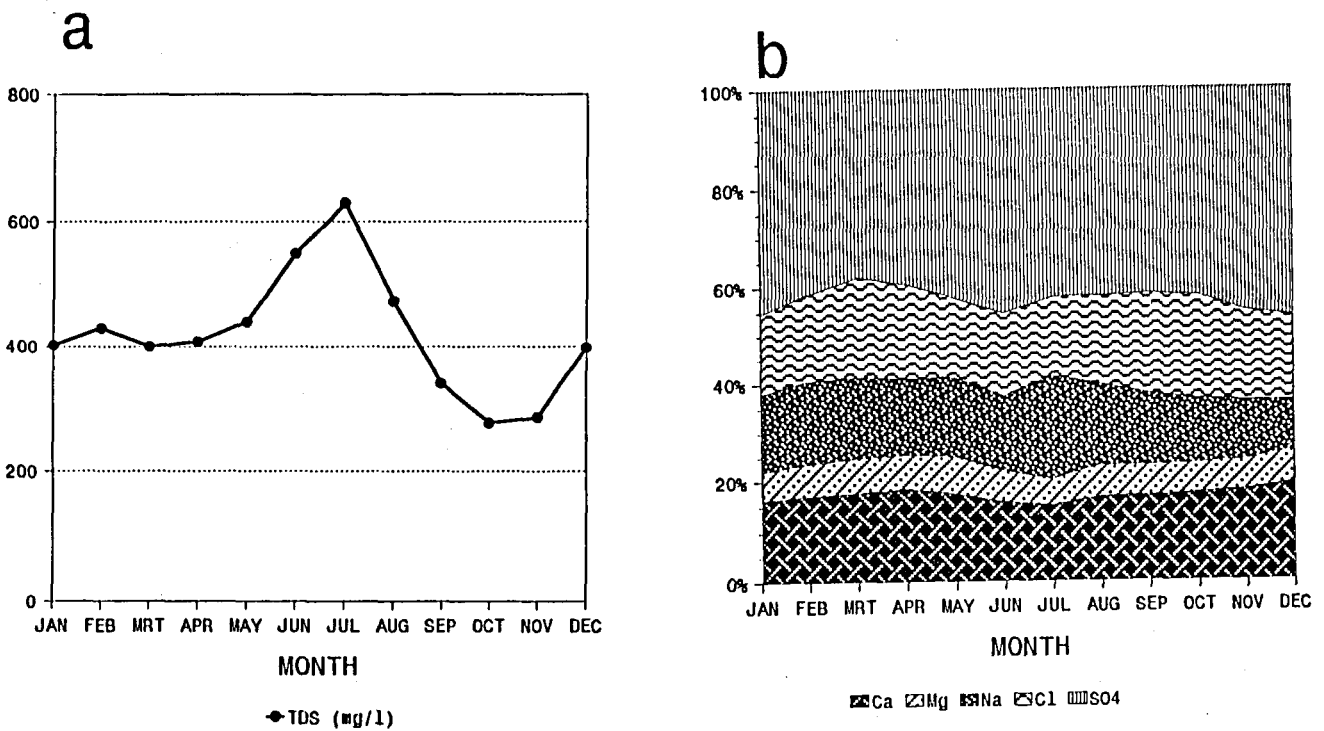 a
800
600
400
200
0
JAN FEB MRT APR MAY JUN JUL AUG SEP OCT NOV DEC
MONTH
TDS (mg/l)
b
100%
80%
60%
40%
20%
0%
JAN FEB MRT APR MAY JUN JUL AUG SEP OCT NOV DEC
MONTH
Ca Mg Na Cl SO4